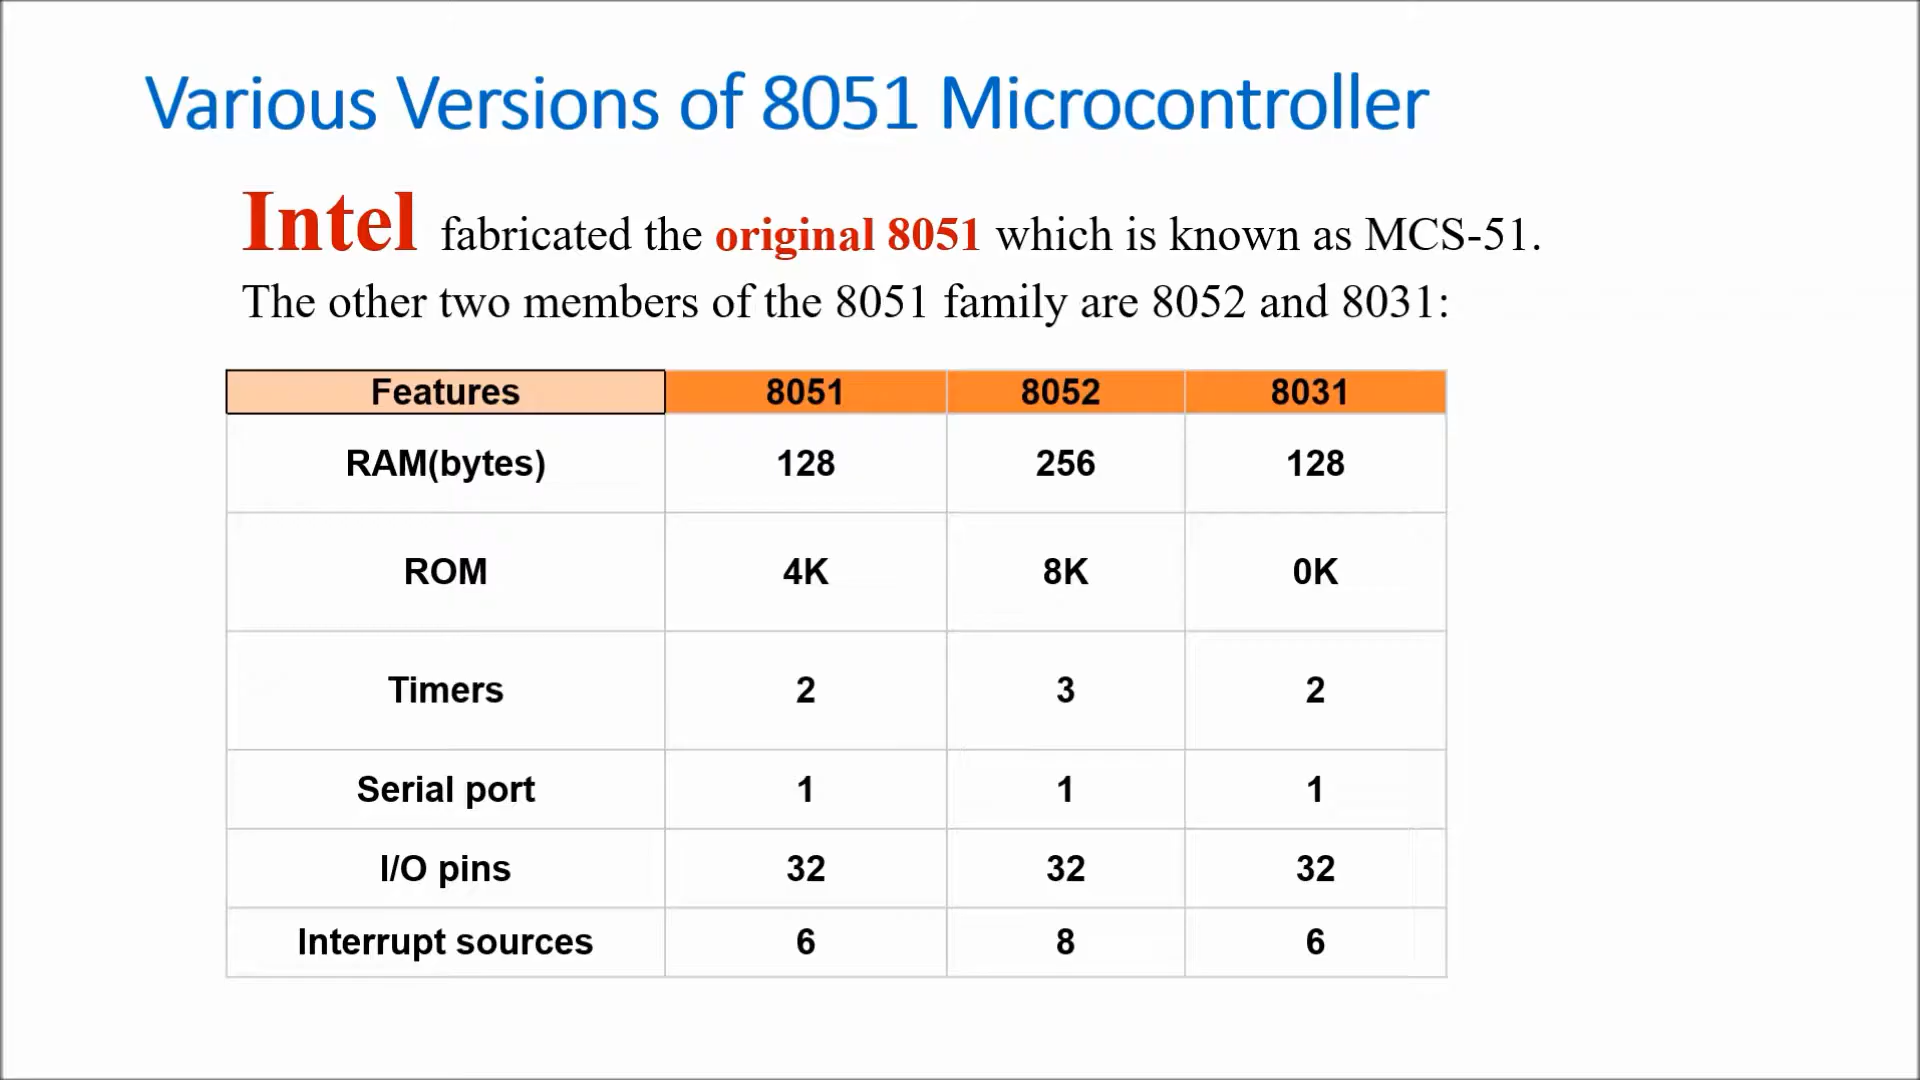 Various Versions of 8051 Microcontroller
Intel fabricated the original 8051 which is known as MCS-51.
The other two members of the 8051 family are 8052 and 8031:
Features 8051 8052 8031
RAM(bytes) 128 256 128
ROM 4K 8K 0K
Timers 2 3 2
Serial port 1 1 1
I/O pins 32 32 32
Interrupt sources 6 8 6